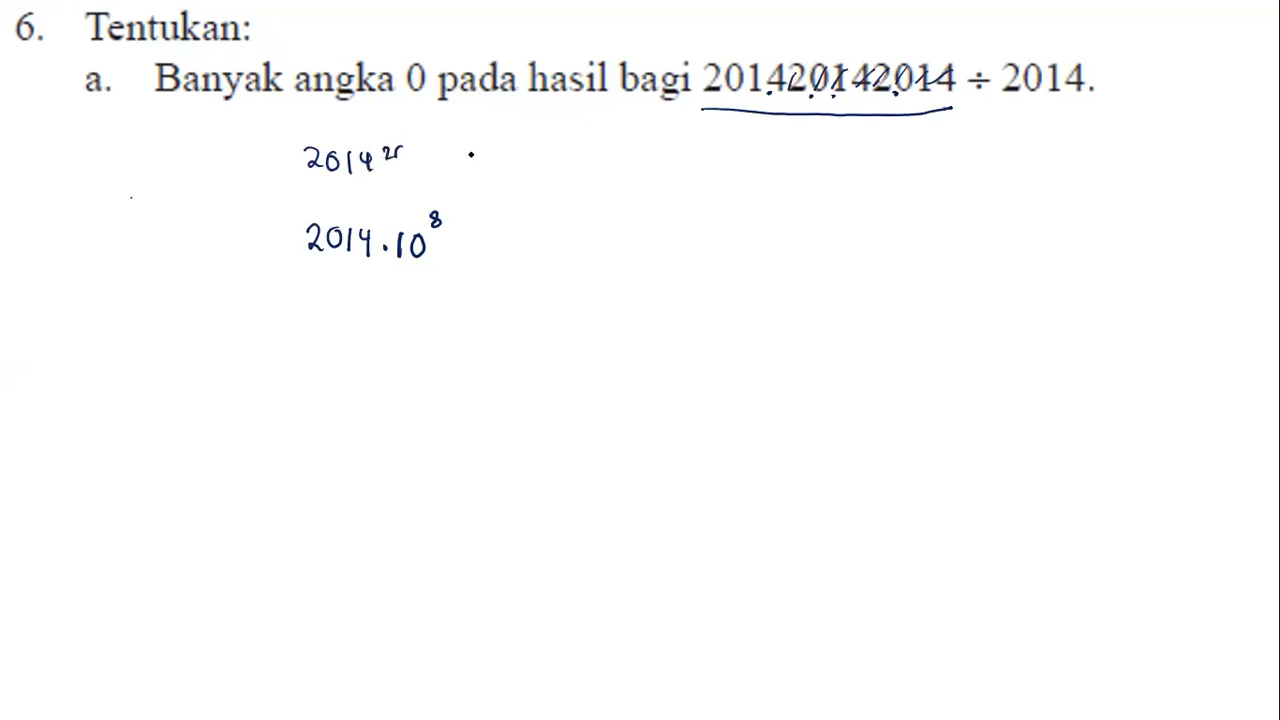 6. Tentukan:
a. Banyak angka 0 pada hasil bagi 201420142014 ÷ 2014.
2014
2014.10⁸